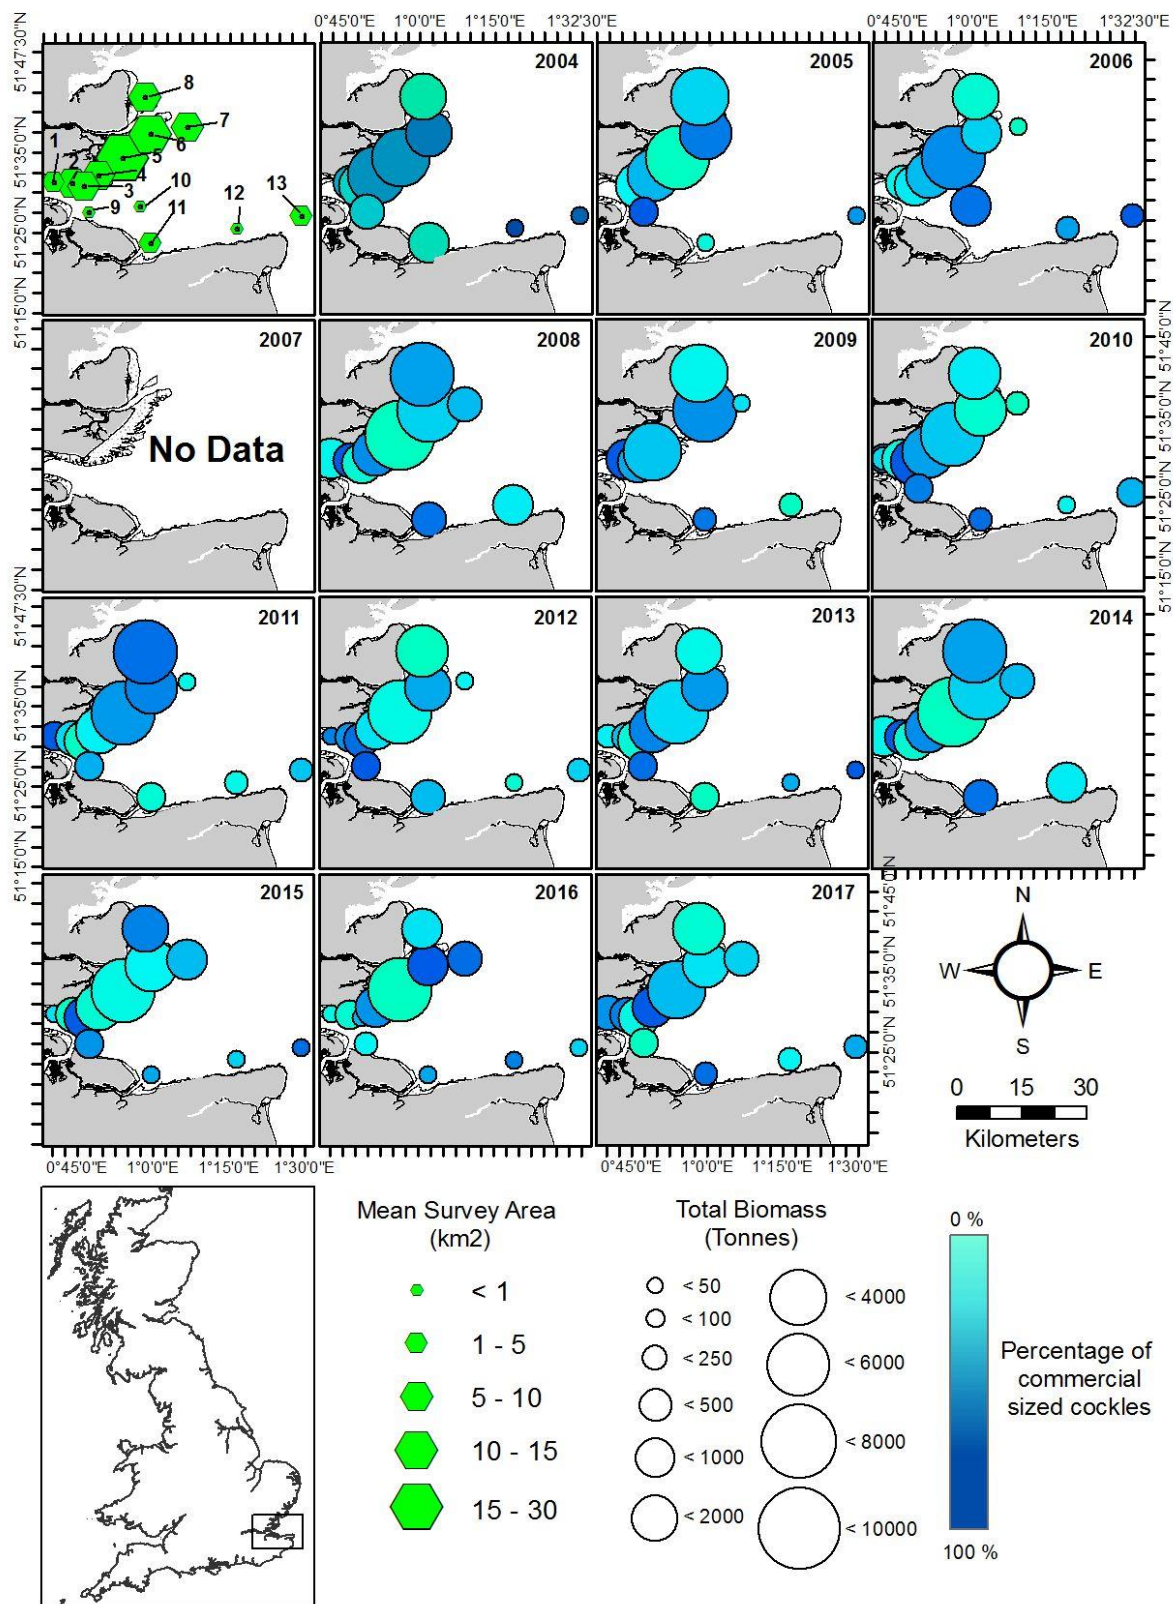 0°45'0"E 1°0'0"E 1°15'0"E 1°32'30"E
0°45'0"E 1°0'0"E 1°15'0"E 1°32'30"E
51°47'30"N
51°35'0"N
51°25'0"N
51°15'0"N
1
2
3
4
5
6
7
8
9
10
11
12
13
2004
2005
2006
2007
No Data
2008
2009
2010
51°45'0"N
51°35'0"N
51°25'0"N
51°15'0"N
51°47'30"N
51°35'0"N
51°25'0"N
51°15'0"N
2011
2012
2013
2014
2015
2016
2017
51°45'0"N
51°35'0"N
51°25'0"N
0°45'0"E 1°0'0"E 1°15'0"E 1°30'0"E
0°45'0"E 1°0'0"E 1°15'0"E 1°30'0"E
N
W E
S
0 15 30
Kilometers
Mean Survey Area
(km2)
< 1
1 - 5
5 - 10
10 - 15
15 - 30
Total Biomass
(Tonnes)
< 50
< 100
< 250
< 500
< 1000
< 2000
< 4000
< 6000
< 8000
< 10000
0 %
Percentage of
commercial
sized cockles
100 %